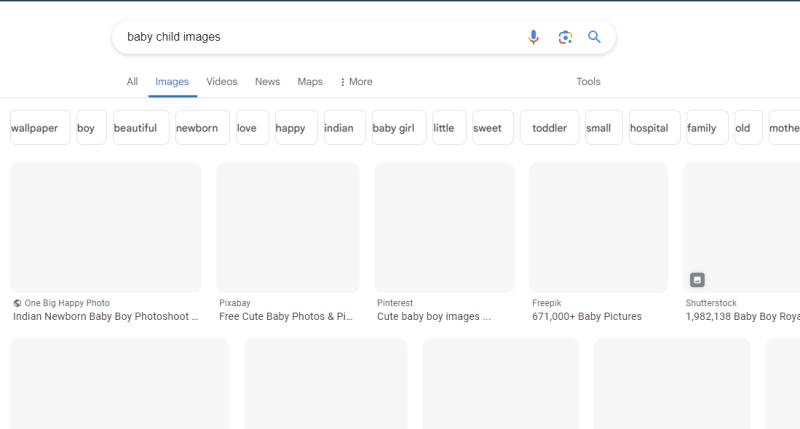 baby child images
All Images Videos News Maps More Tools
wallpaper boy beautiful newborn love happy indian baby girl little sweet toddler small hospital family old mothe
One Big Happy Photo Pixabay Pinterest Freepik Shutterstock
Indian Newborn Baby Boy Photoshoot ... Free Cute Baby Photos & Pi... Cute baby boy images ... 671,000+ Baby Pictures 1,982,138 Baby Boy Roya